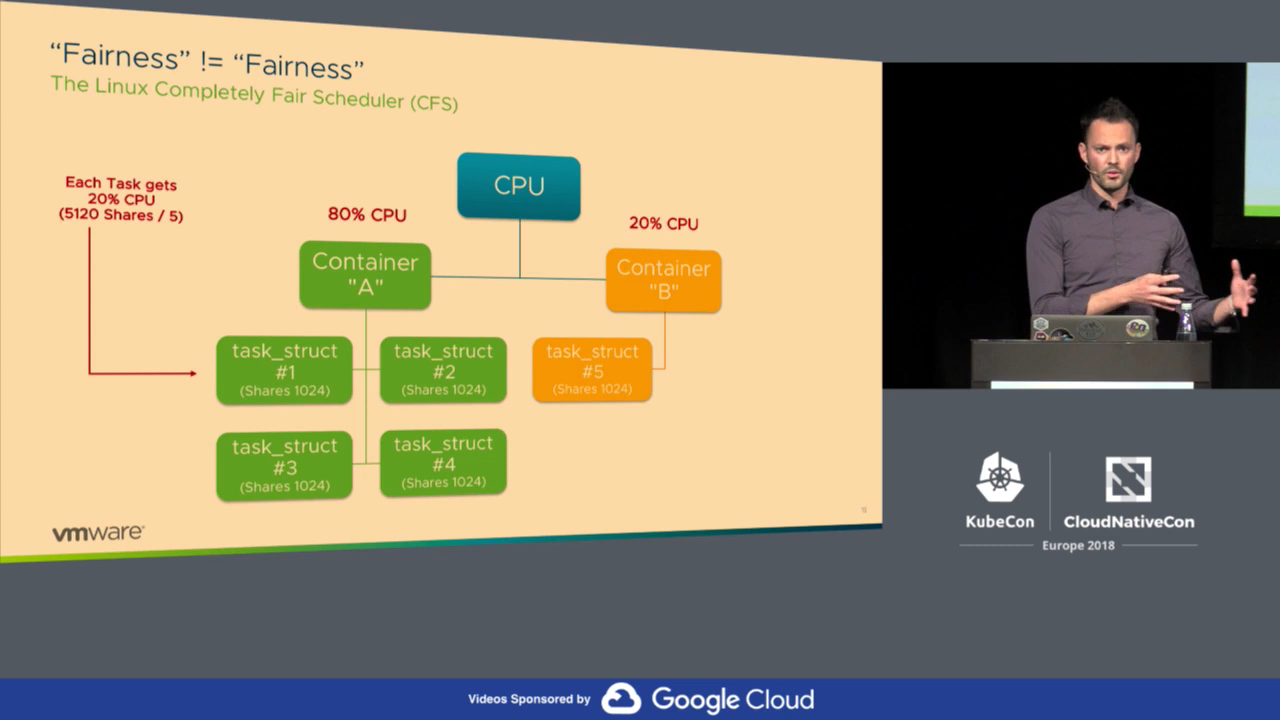 “Fairness” != “Fairness”
The Linux Completely Fair Scheduler (CFS)
Each Task gets
20% CPU
(5120 Shares / 5)
80% CPU
CPU
20% CPU
Container
"A"
Container
"B"
task_struct
#1
(Shares 1024)
task_struct
#2
(Shares 1024)
task_struct
#5
(Shares 1024)
task_struct
#3
(Shares 1024)
task_struct
#4
(Shares 1024)
vmware
KubeCon
CloudNativeCon
Europe 2018
Videos Sponsored by Google Cloud